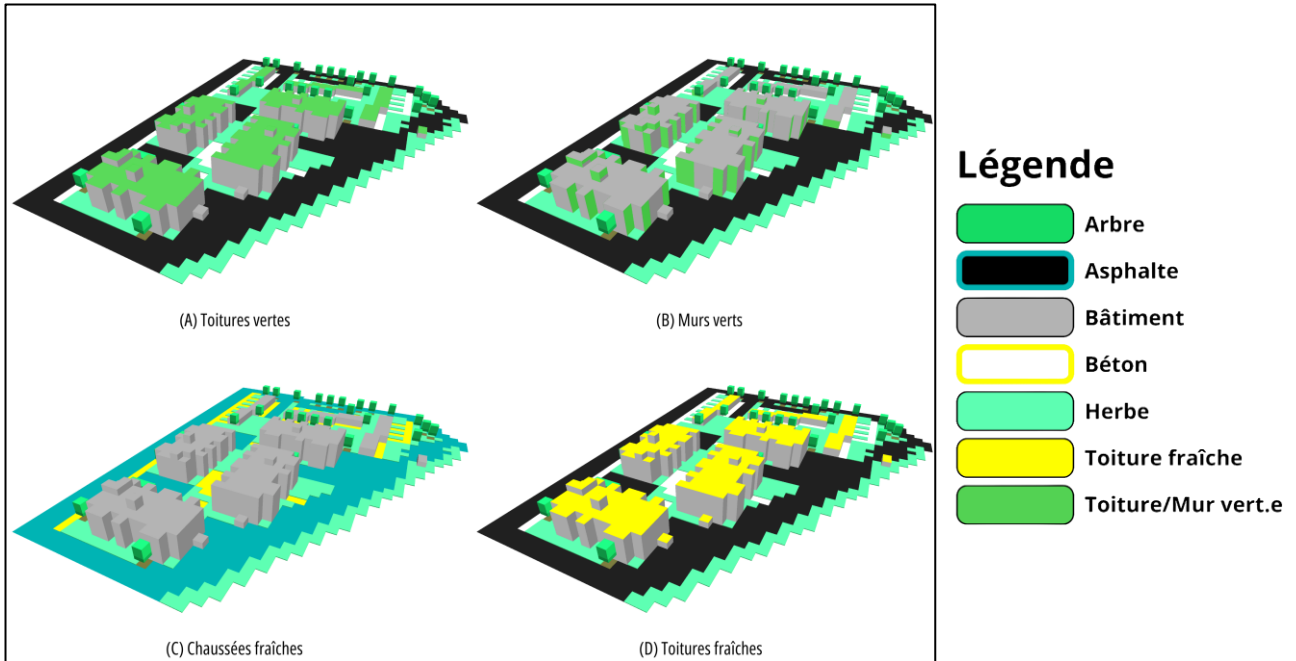 (A) Toitures vertes
(B) Murs verts
(C) Chaussées fraîches
(D) Toitures fraîches
Légende
Arbre
Asphalte
Bâtiment
Béton
Herbe
Toiture fraîche
Toiture/Mur vert.e